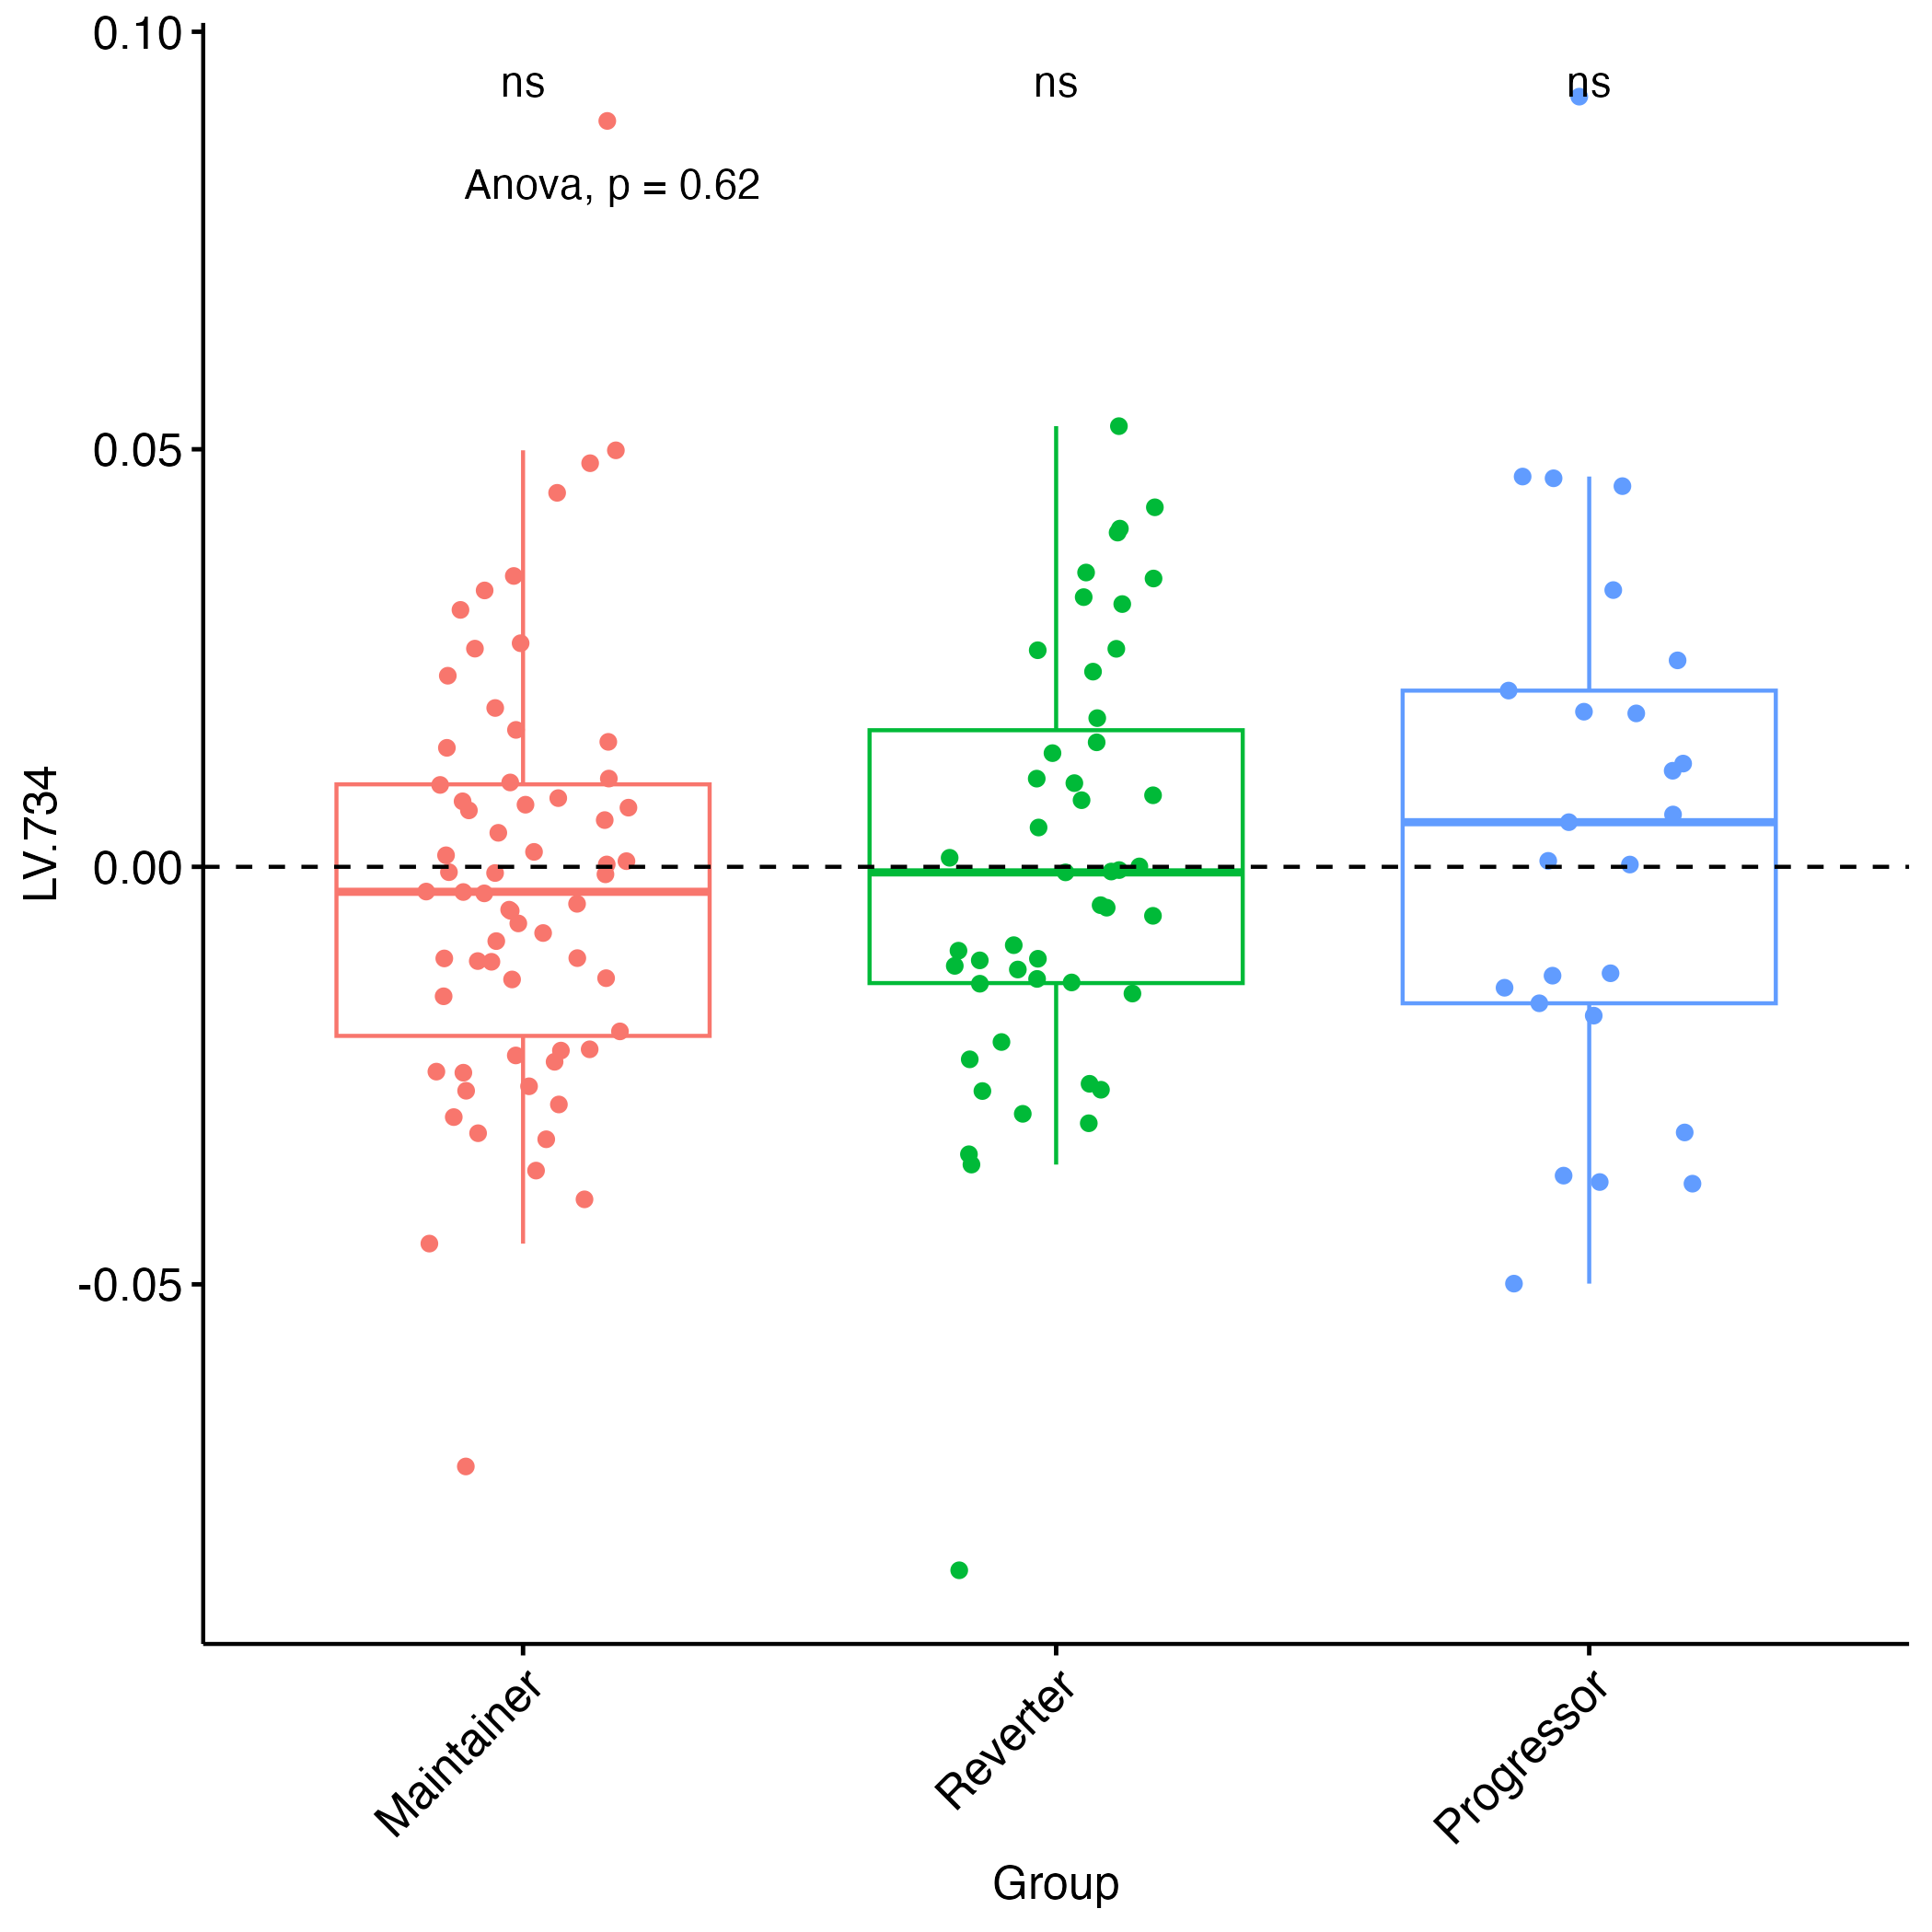 0.10
ns
ns
ns
Anova, p = 0.62
0.05
LV.734
0.00
-0.05
Maintainer
Reverter
Progressor
Group